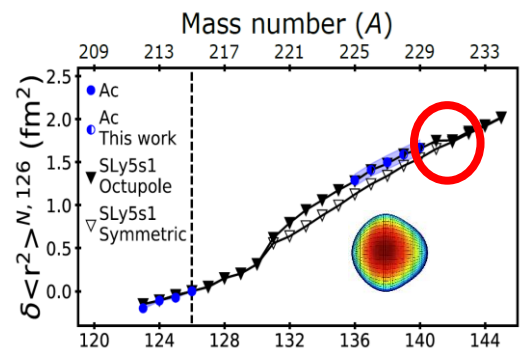 Mass number (A)
209 213 217 221 225 229 233
δ<r²>^N,126 (fm²)
2.5
2.0
1.5
1.0
0.5
0.0
Ac
Ac
This work
SLy5s1
Octupole
SLy5s1
Symmetric
120 124 128 132 136 140 144